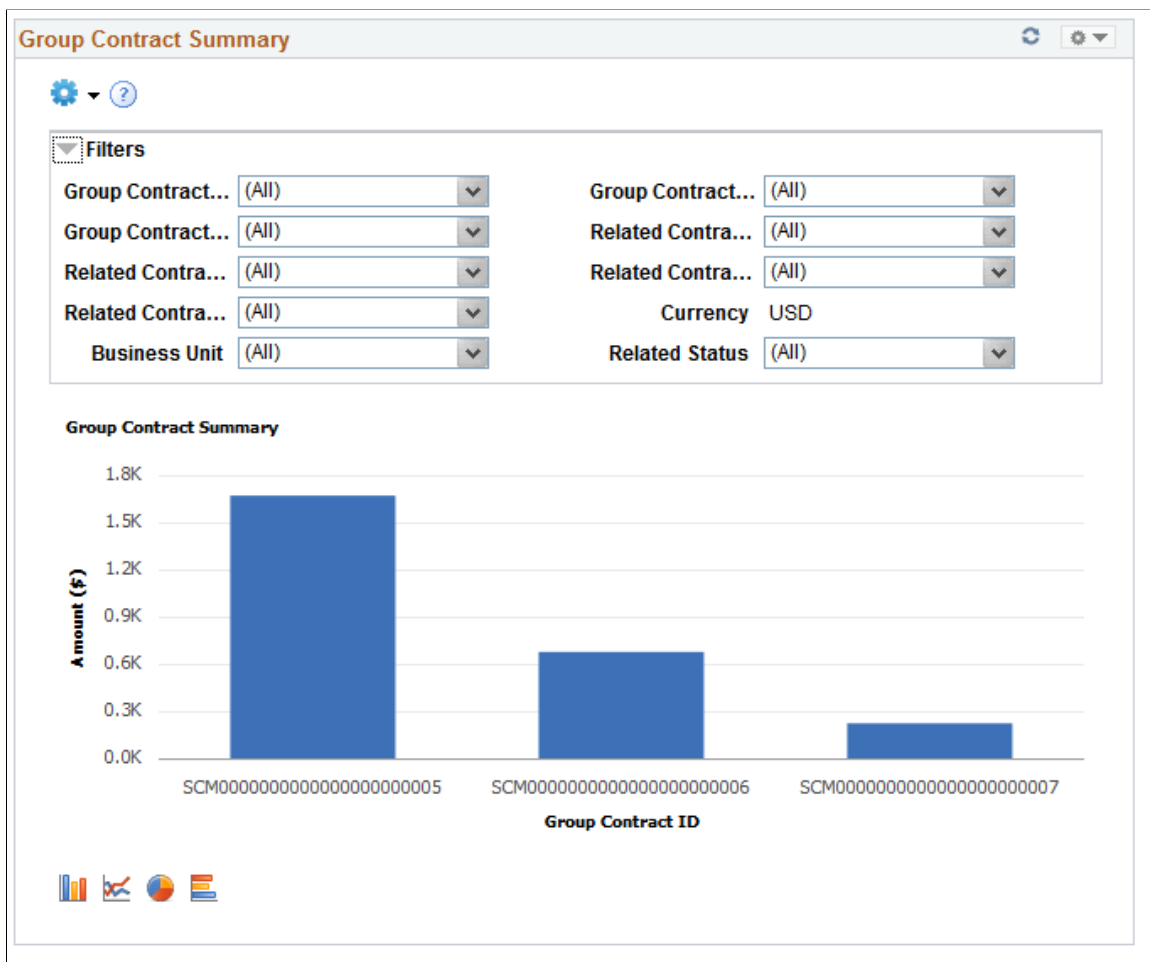 Group Contract Summary
?
Filters
Group Contract... (All) Group Contract... (All)
Group Contract... (All) Related Contra... (All)
Related Contra... (All) Related Contra... (All)
Related Contra... (All) Currency USD
Business Unit (All) Related Status (All)
Group Contract Summary
1.8K
1.5K
1.2K
0.9K
0.6K
0.3K
0.0K
Amount ($)
SCM0000000000000000000005 SCM0000000000000000000006 SCM0000000000000000000007
Group Contract ID